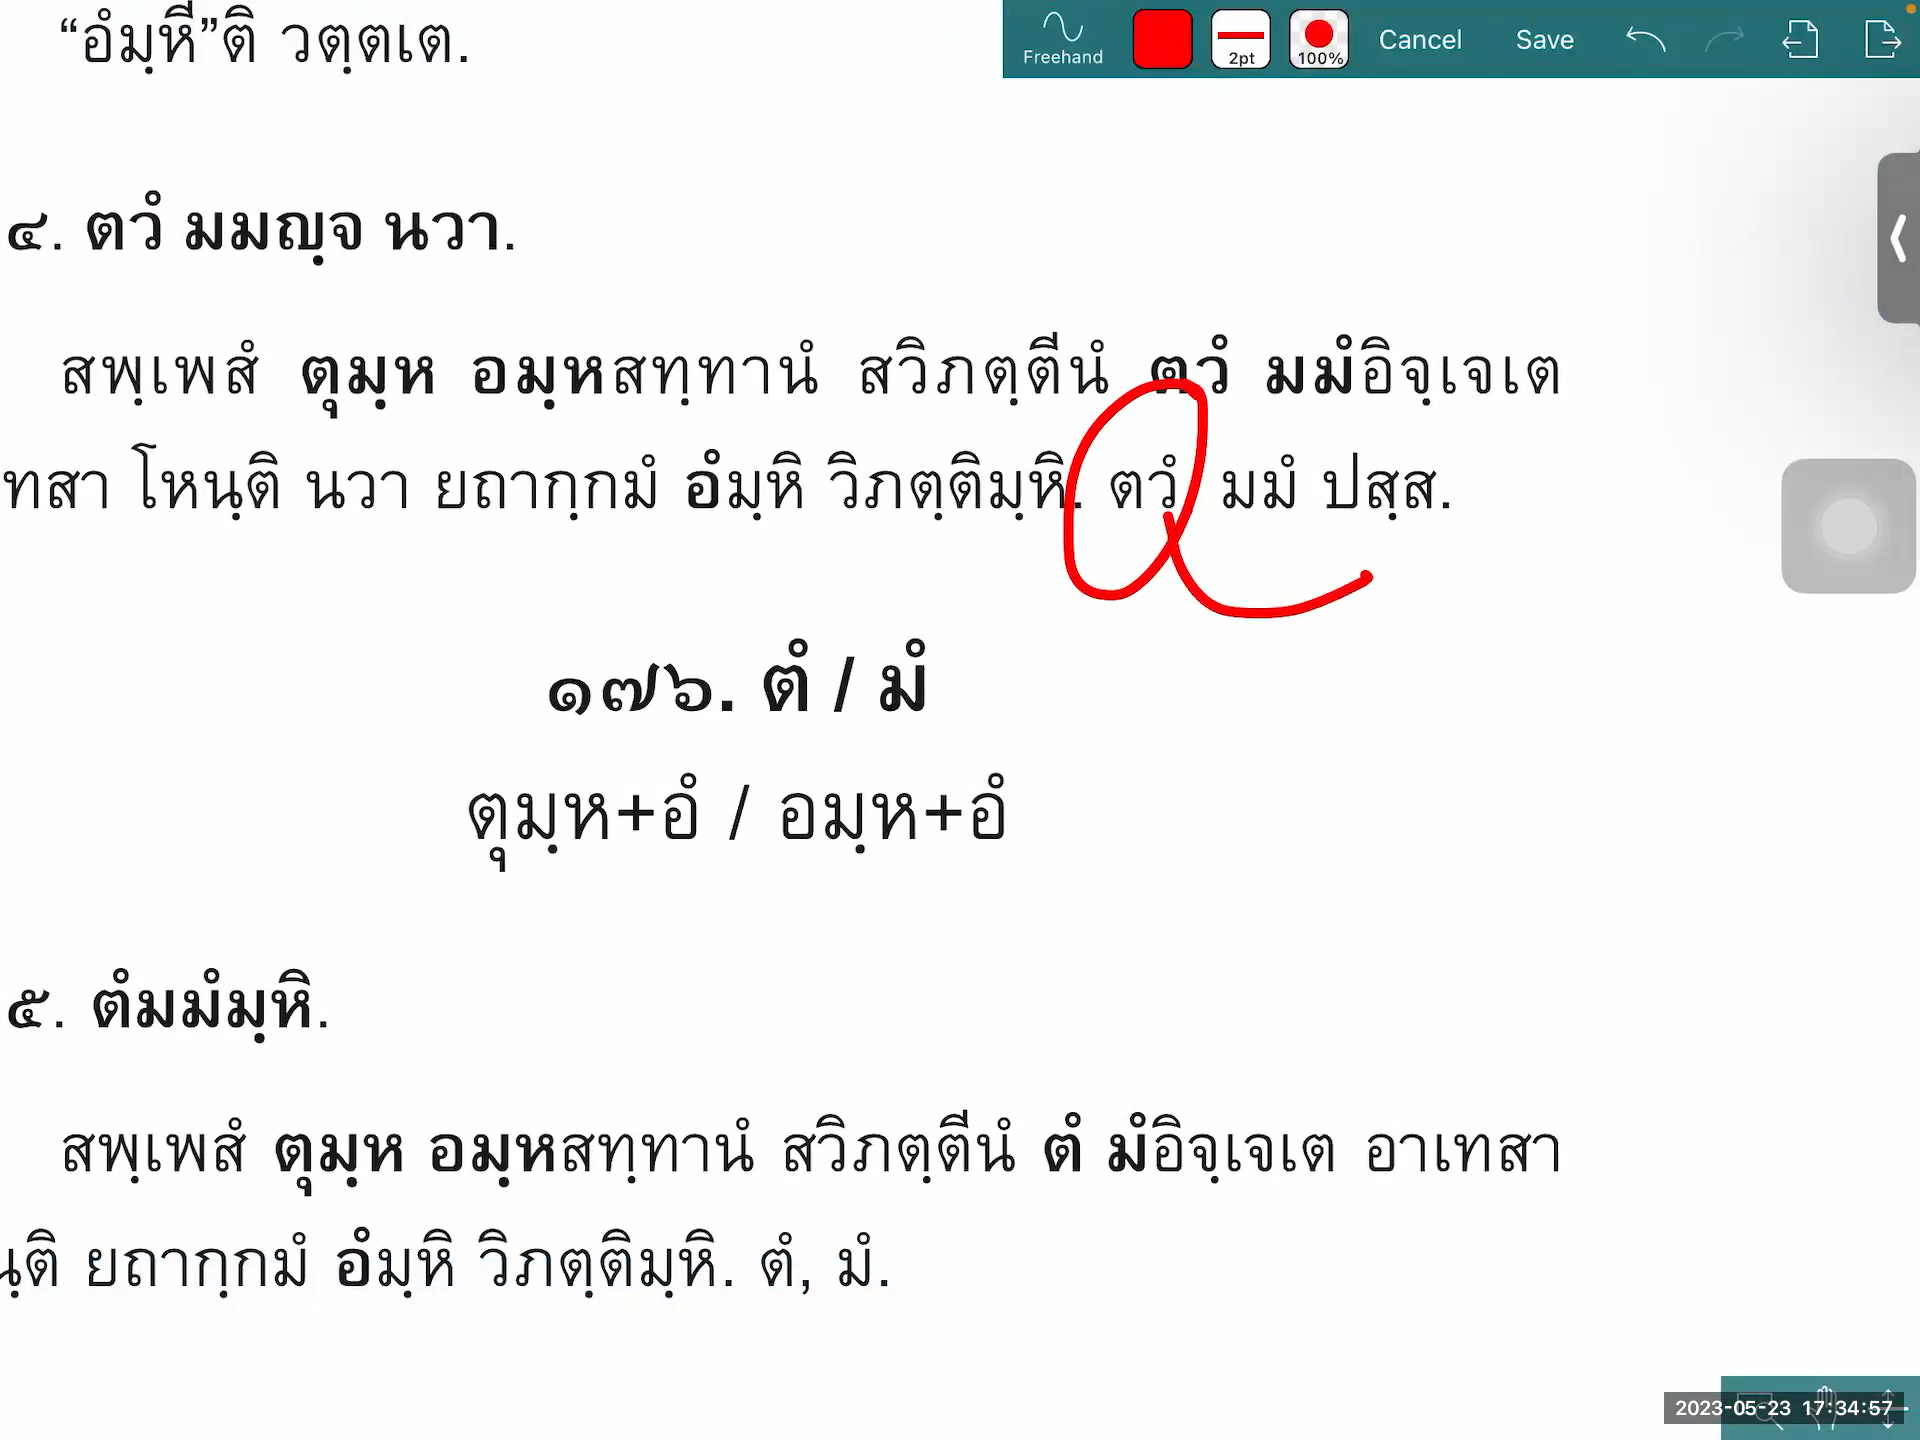 “อํมฺหี”ติ วตฺตเต.
Freehand
2pt
100%
Cancel
Save
๔. ตวํ มมญฺจ นวา.
สพฺเพสํ ตุมฺห อมฺหสทฺทานํ สวิภตฺตีนํ ตวํ มมํอิจฺเจเต
ทสา โหนฺติ นวา ยถากฺกมํ อํมฺหิ วิภตฺติมฺหิ. ตวํ มมํ ปสฺส.
๑๗๖. ตํ / มํ
ตุมฺห+อํ / อมฺห+อํ
๕. ตํมมํมฺหิ.
สพฺเพสํ ตุมฺห อมฺหสทฺทานํ สวิภตฺตีนํ ตํ มํอิจฺเจเต อาเทสา
นฺติ ยถากฺกมํ อํมฺหิ วิภตฺติมฺหิ. ตํ, มํ.
2023-05-23 17:34:57